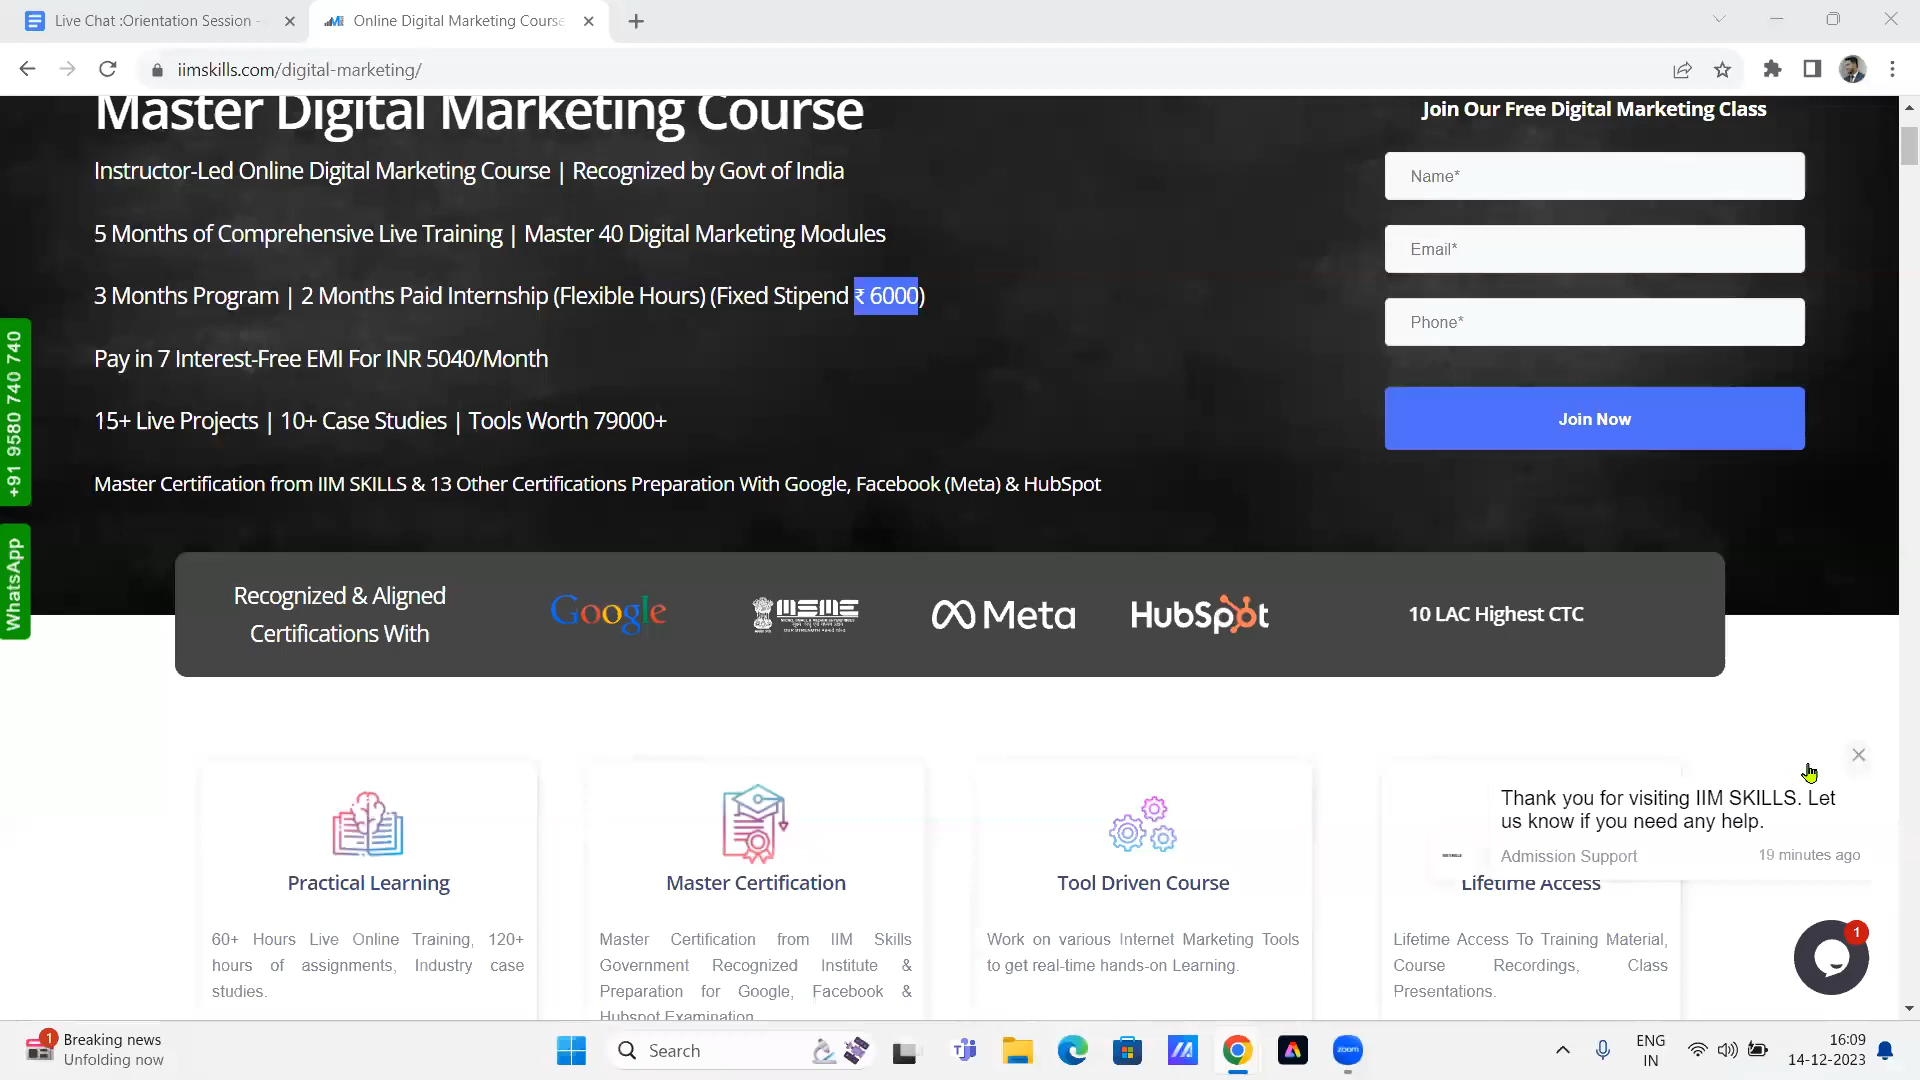 Live Chat :Orientation Session -
Online Digital Marketing Course
iimskills.com/digital-marketing/
Master Digital Marketing Course
Instructor-Led Online Digital Marketing Course | Recognized by Govt of India
5 Months of Comprehensive Live Training | Master 40 Digital Marketing Modules
3 Months Program | 2 Months Paid Internship (Flexible Hours) (Fixed Stipend ₹ 6000)
Pay in 7 Interest-Free EMI For INR 5040/Month
15+ Live Projects | 10+ Case Studies | Tools Worth 79000+
Master Certification from IIM SKILLS & 13 Other Certifications Preparation With Google, Facebook (Meta) & HubSpot
Join Our Free Digital Marketing Class
Name*
Email*
Phone*
Join Now
+91 9580 740 740
WhatsApp
Recognized & Aligned
Certifications With
Google
MSME
Meta
HubSpot
10 LAC Highest CTC
Practical Learning
60+ Hours Live Online Training, 120+
hours of assignments, Industry case
studies.
Master Certification
Master Certification from IIM Skills
Government Recognized Institute &
Preparation for Google, Facebook &
Hubspot Examination
Tool Driven Course
Work on various Internet Marketing Tools
to get real-time hands-on Learning.
Lifetime Access
Lifetime Access To Training Material,
Course Recordings, Class
Presentations.
Thank you for visiting IIM SKILLS. Let
us know if you need any help.
Admission Support
19 minutes ago
1
1
Breaking news
Unfolding now
Search
zoom
ENG
IN
16:09
14-12-2023